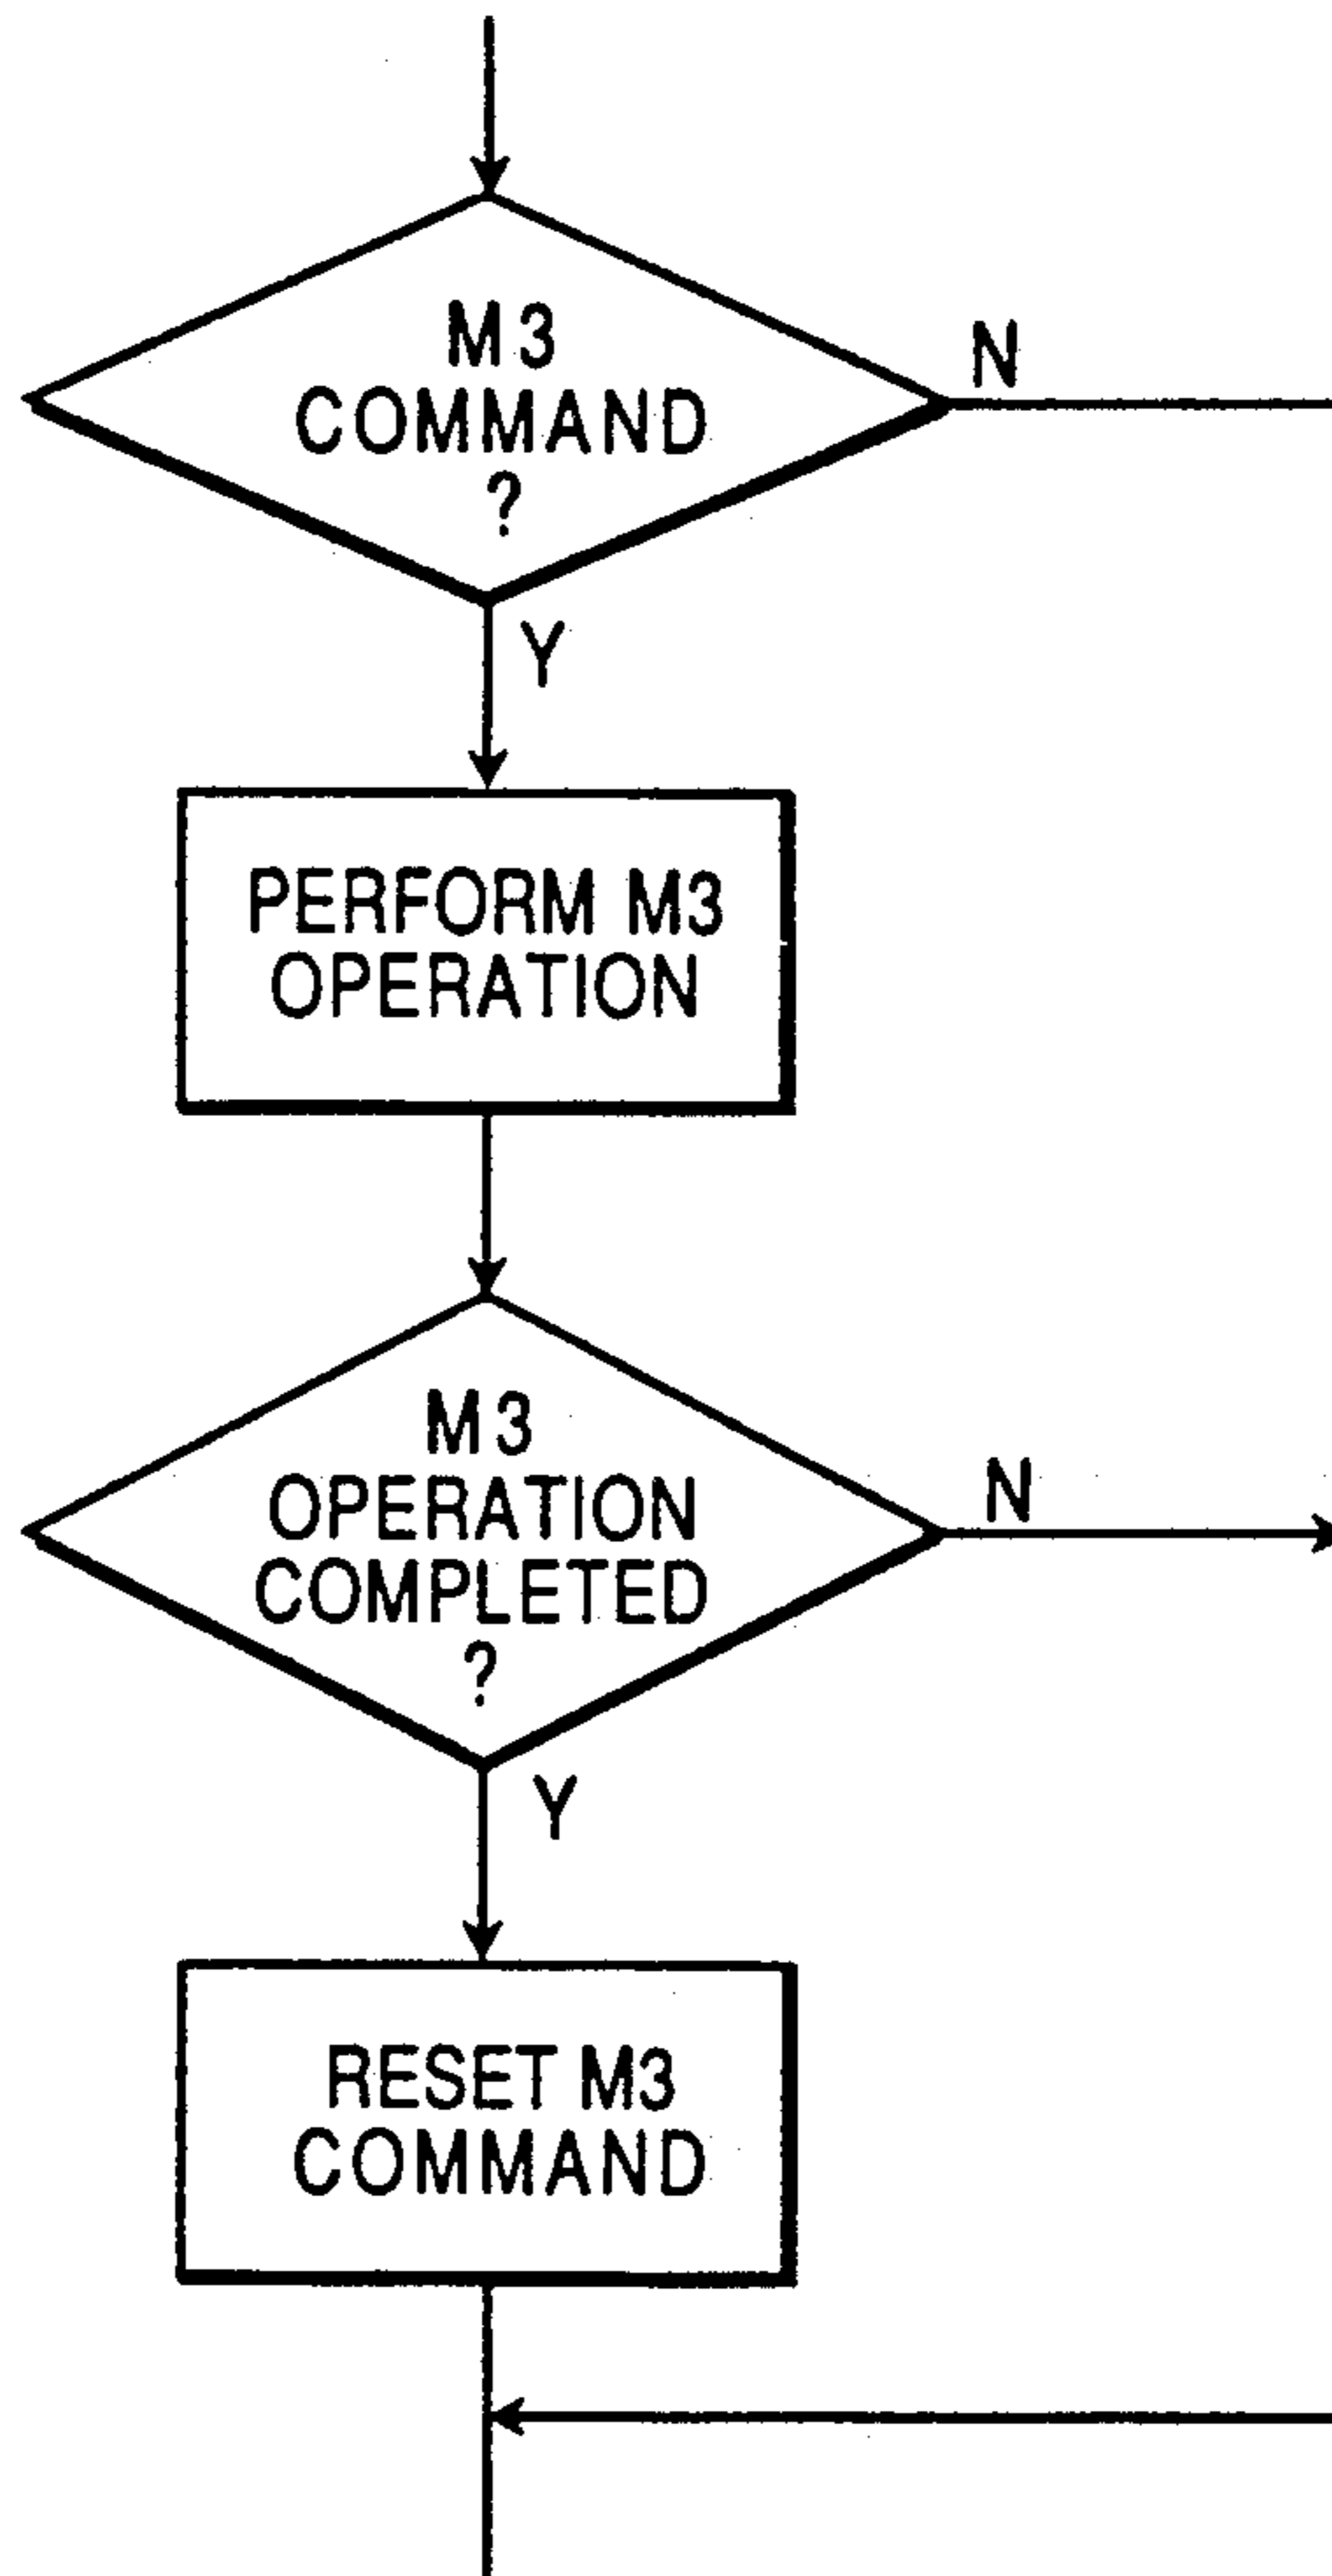 M3
COMMAND
?
N
Y
PERFORM M3
OPERATION
M3
OPERATION
COMPLETED
?
N
Y
RESET M3
COMMAND